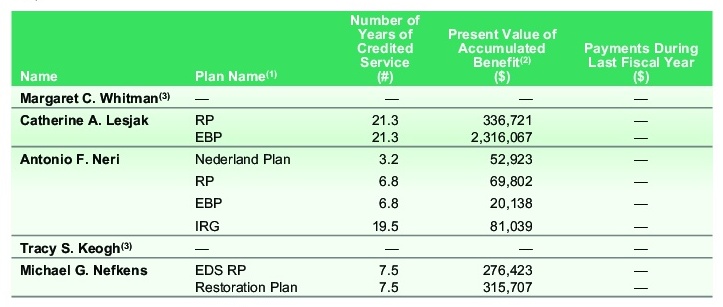 Name Plan Name(1) Number of Years of Credited Service (#) Present Value of Accumulated Benefit(2) ($) Payments During Last Fiscal Year ($)
Margaret C. Whitman(3) — — — —
Catherine A. Lesjak RP 21.3 336,721 —
EBP 21.3 2,316,067 —
Antonio F. Neri Nederland Plan 3.2 52,923 —
RP 6.8 69,802 —
EBP 6.8 20,138 —
IRG 19.5 81,039 —
Tracy S. Keogh(3) — — — —
Michael G. Nefkens EDS RP 7.5 276,423 —
Restoration Plan 7.5 315,707 —